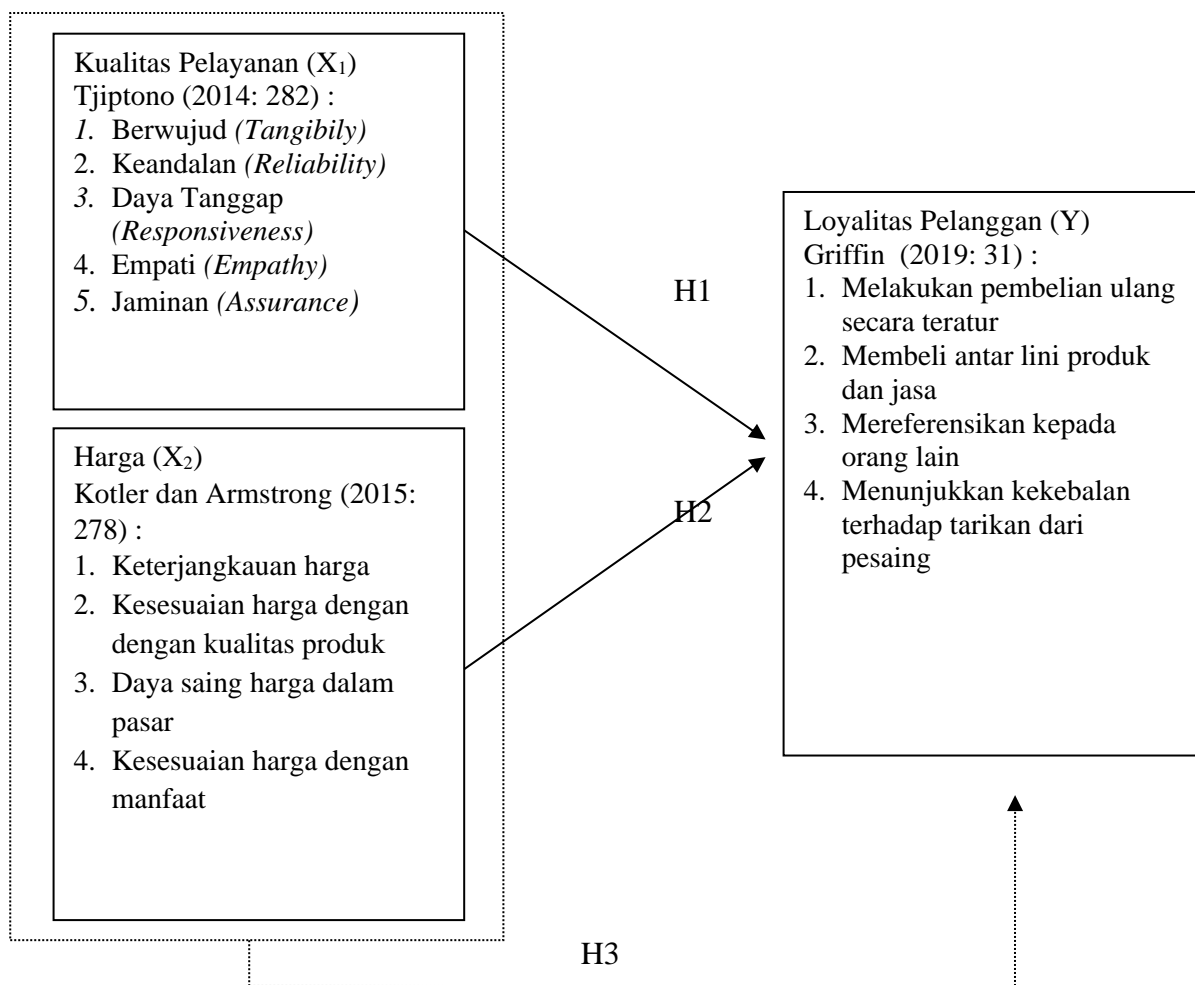 Kualitas Pelayanan (X₁)
Tjiptono (2014: 282) :
1. Berwujud (Tangibily)
2. Keandalan (Reliability)
3. Daya Tanggap
(Responsiveness)
4. Empati (Empathy)
5. Jaminan (Assurance)
Harga (X₂)
Kotler dan Armstrong (2015:
278) :
1. Keterjangkauan harga
2. Kesesuaian harga dengan
dengan kualitas produk
3. Daya saing harga dalam
pasar
4. Kesesuaian harga dengan
manfaat
H1
H2
Loyalitas Pelanggan (Y)
Griffin (2019: 31) :
1. Melakukan pembelian ulang
secara teratur
2. Membeli antar lini produk
dan jasa
3. Mereferensikan kepada
orang lain
4. Menunjukkan kekebalan
terhadap tarikan dari
pesaing
H3